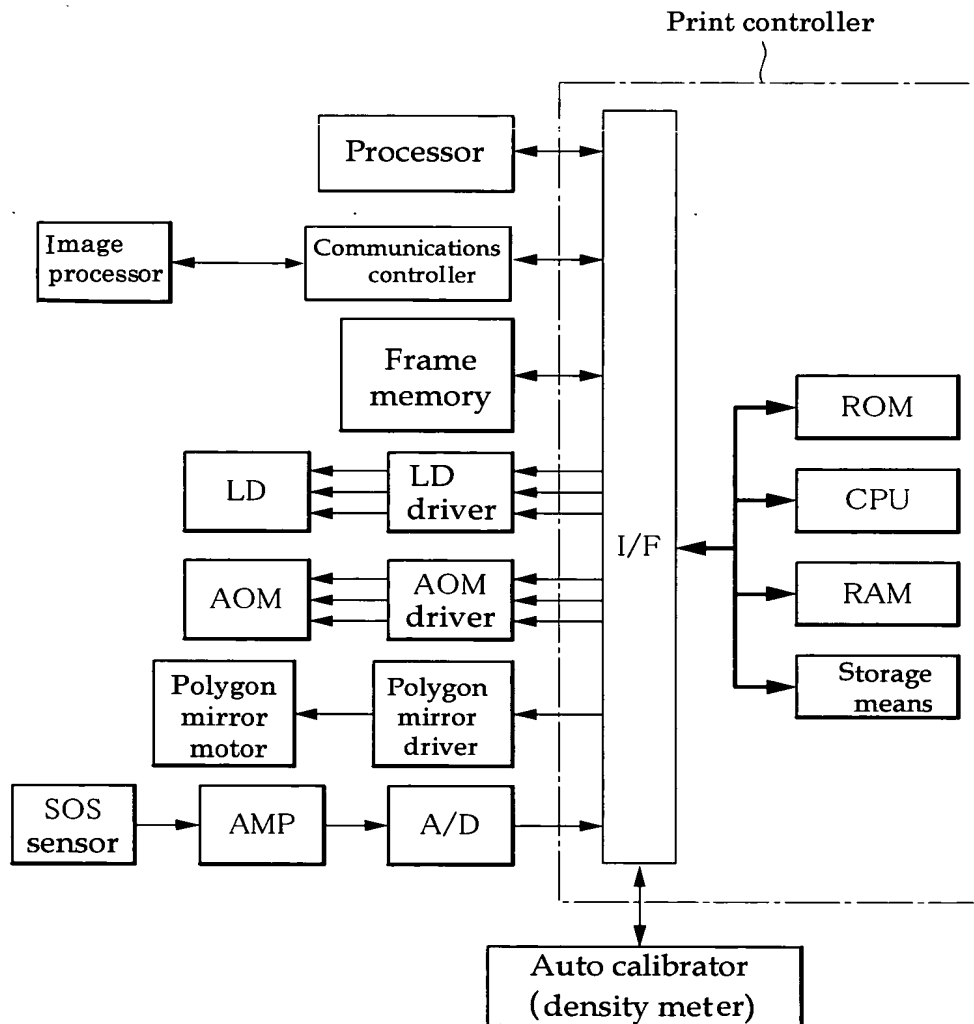 Print controller
Processor
Image
processor
Communications
controller
Frame
memory
ROM
LD
LD
driver
CPU
I/F
AOM
AOM
driver
RAM
Polygon
mirror
motor
Polygon
mirror
driver
Storage
means
SOS
sensor
AMP
A/D
Auto calibrator
(density meter)